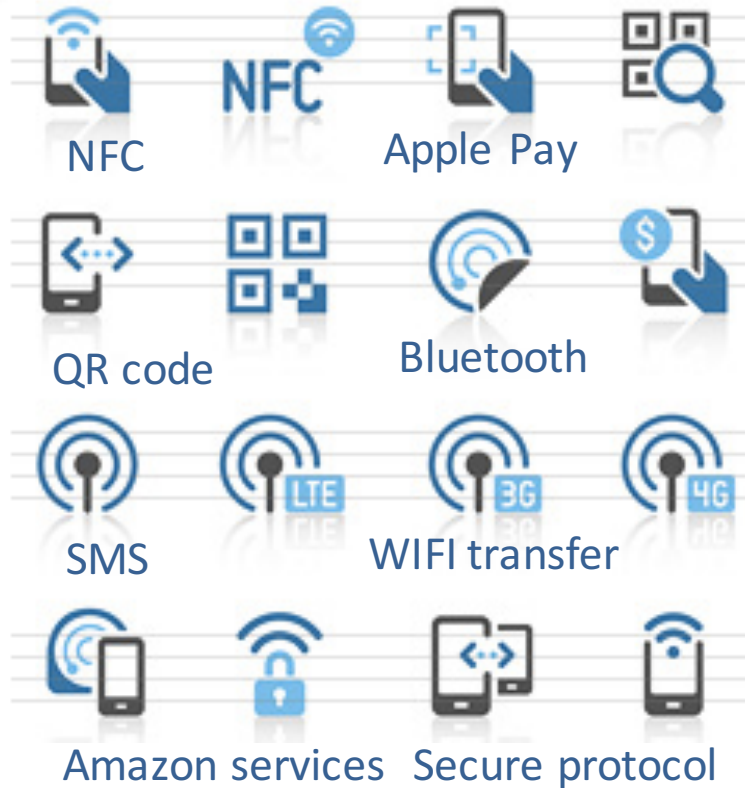 NFC
NFC Apple Pay
$
QR code Bluetooth
LTE 3G 4G
SMS WIFI transfer
Amazon services Secure protocol